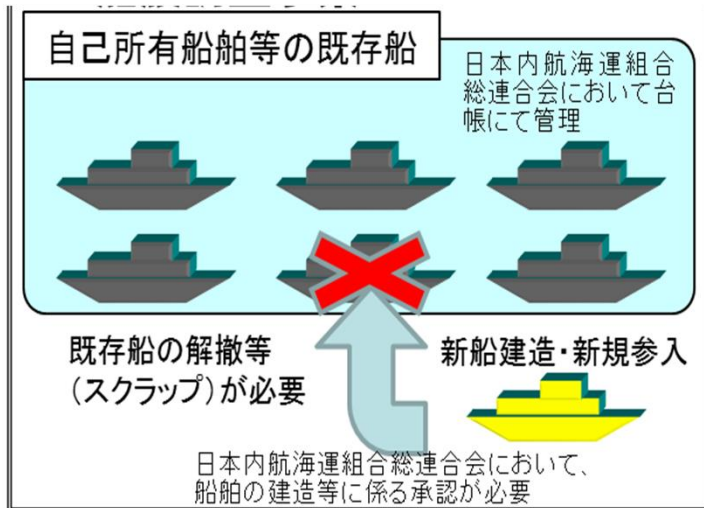 自己所有船舶等の既存船
日本内航海運組合
総連合会において台
帳にて管理
既存船の解撤等
(スクラップ)が必要
新船建造・新規参入
日本内航海運組合総連合会において、
船舶の建造等に係る承認が必要